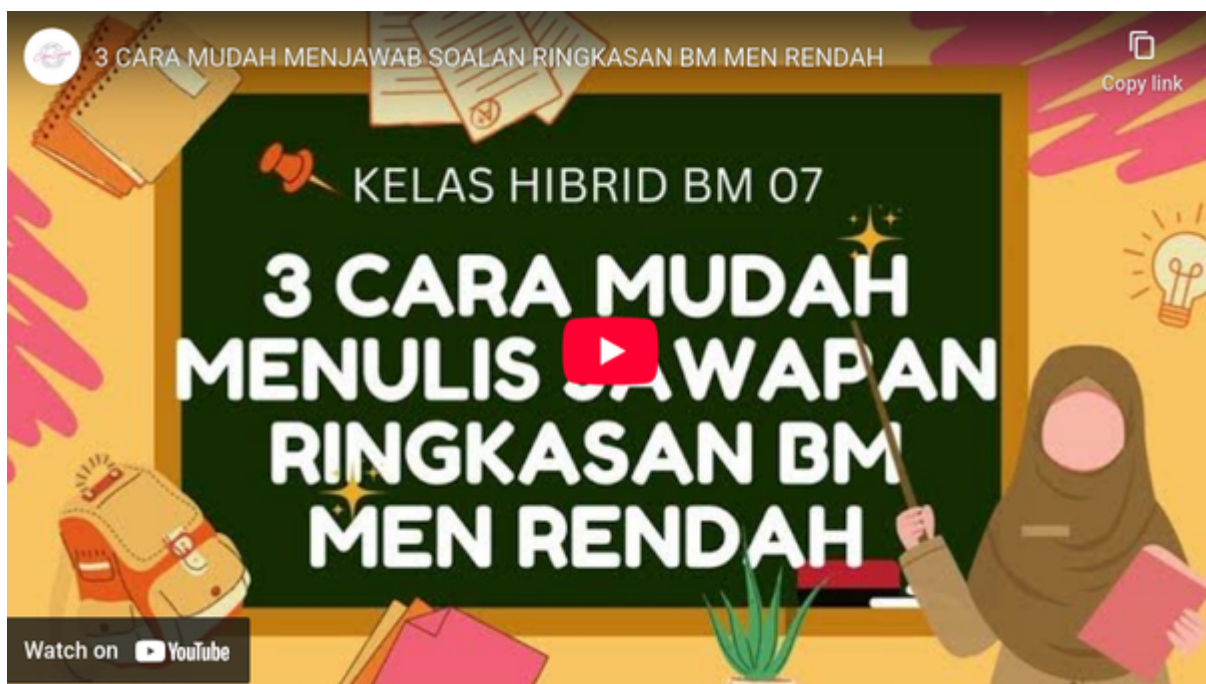 3 CARA MUDAH MENJAWAB SOALAN RINGKASAN BM MEN RENDAH
Copy link
KELAS HIBRID BM 07
3 CARA MUDAH
MENULIS JAWAPAN
RINGKASAN BM
MEN RENDAH
Watch on YouTube